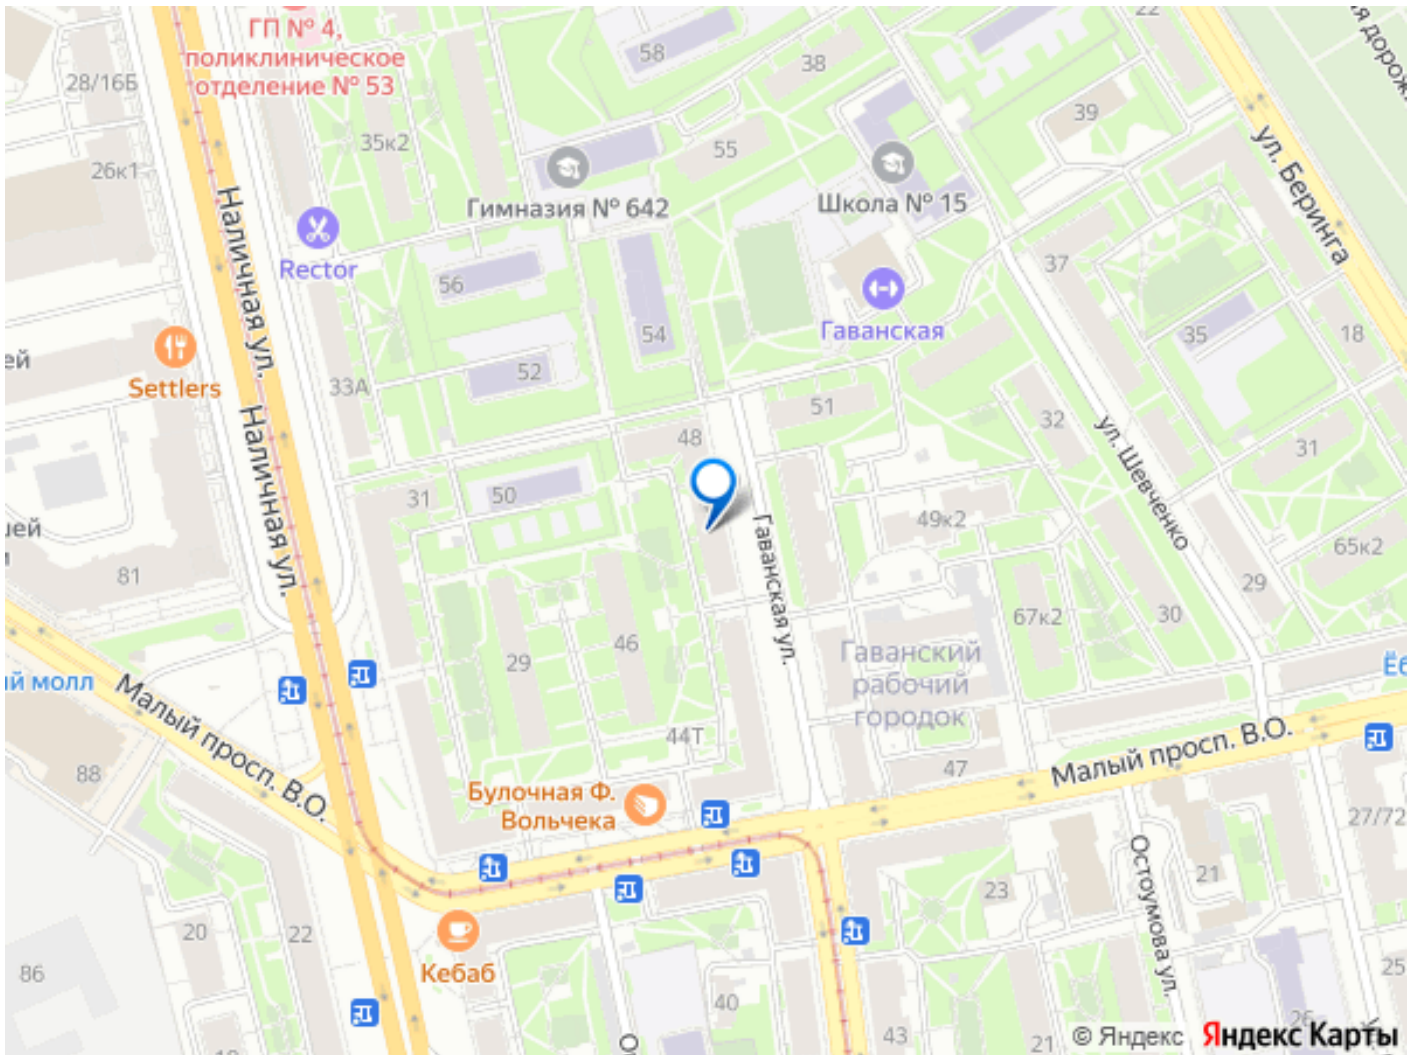 ГП № 4,
поликлиническое
отделение № 53
22
58
38
28/16Б
39
35к2
55
26к1
ул. Беринга
Гимназия № 642
Школа № 15
Наличная ул.
Rector
37
56
Гаванская
54
35
18
ей
Settlers
52
33А
51
32
Наличная ул.
48
31
ул. Шевченко
31
50
49к2
Гаванская ул.
65к2
81
29
67к2
30
46
29
Гаванский
рабочий
городок
й молл
Малый просп. В.О.
44Т
Малый просп. В.О.
88
47
Булочная Ф.
Вольчека
27/72
Остоумова ул.
21
23
20
22
86
Кебаб
25
40
43
21
26
© Яндекс
Яндекс Карты